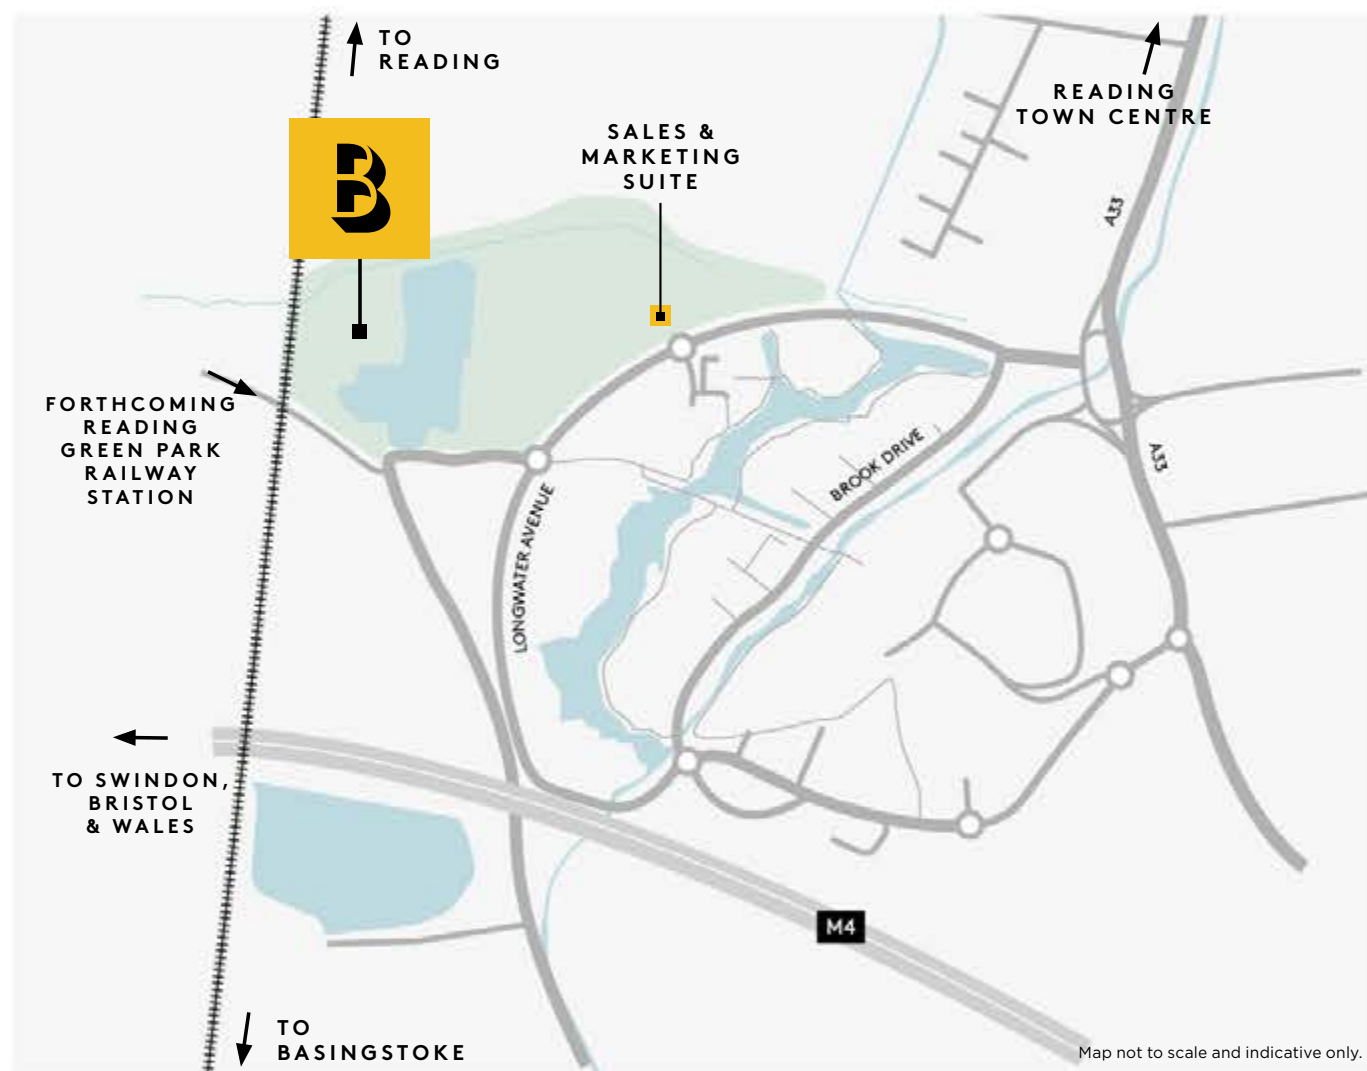 TO
READING
READING
TOWN CENTRE
SALES &
MARKETING
SUITE
B
A33
FORTHCOMING
READING
GREEN PARK
RAILWAY
STATION
BROOK DRIVE
A33
LONGWATER AVENUE
TO SWINDON,
BRISTOL
& WALES
M4
TO
BASINGSTOKE
Map not to scale and indicative only.